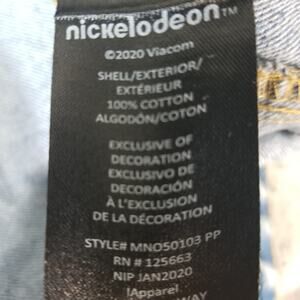 nickelodeon™
©2020 Viacom
SHELL/EXTERIOR/
EXTÉRIEUR
100% COTTON
ALGODÓN/COTON
EXCLUSIVE OF
DECORATION
EXCLUSIVO DE
DECORACIÓN
À L'EXCLUSION
DE LA DÉCORATION
STYLE# MNO50103 PP
RN # 125663
NIP JAN2020
!Apparel